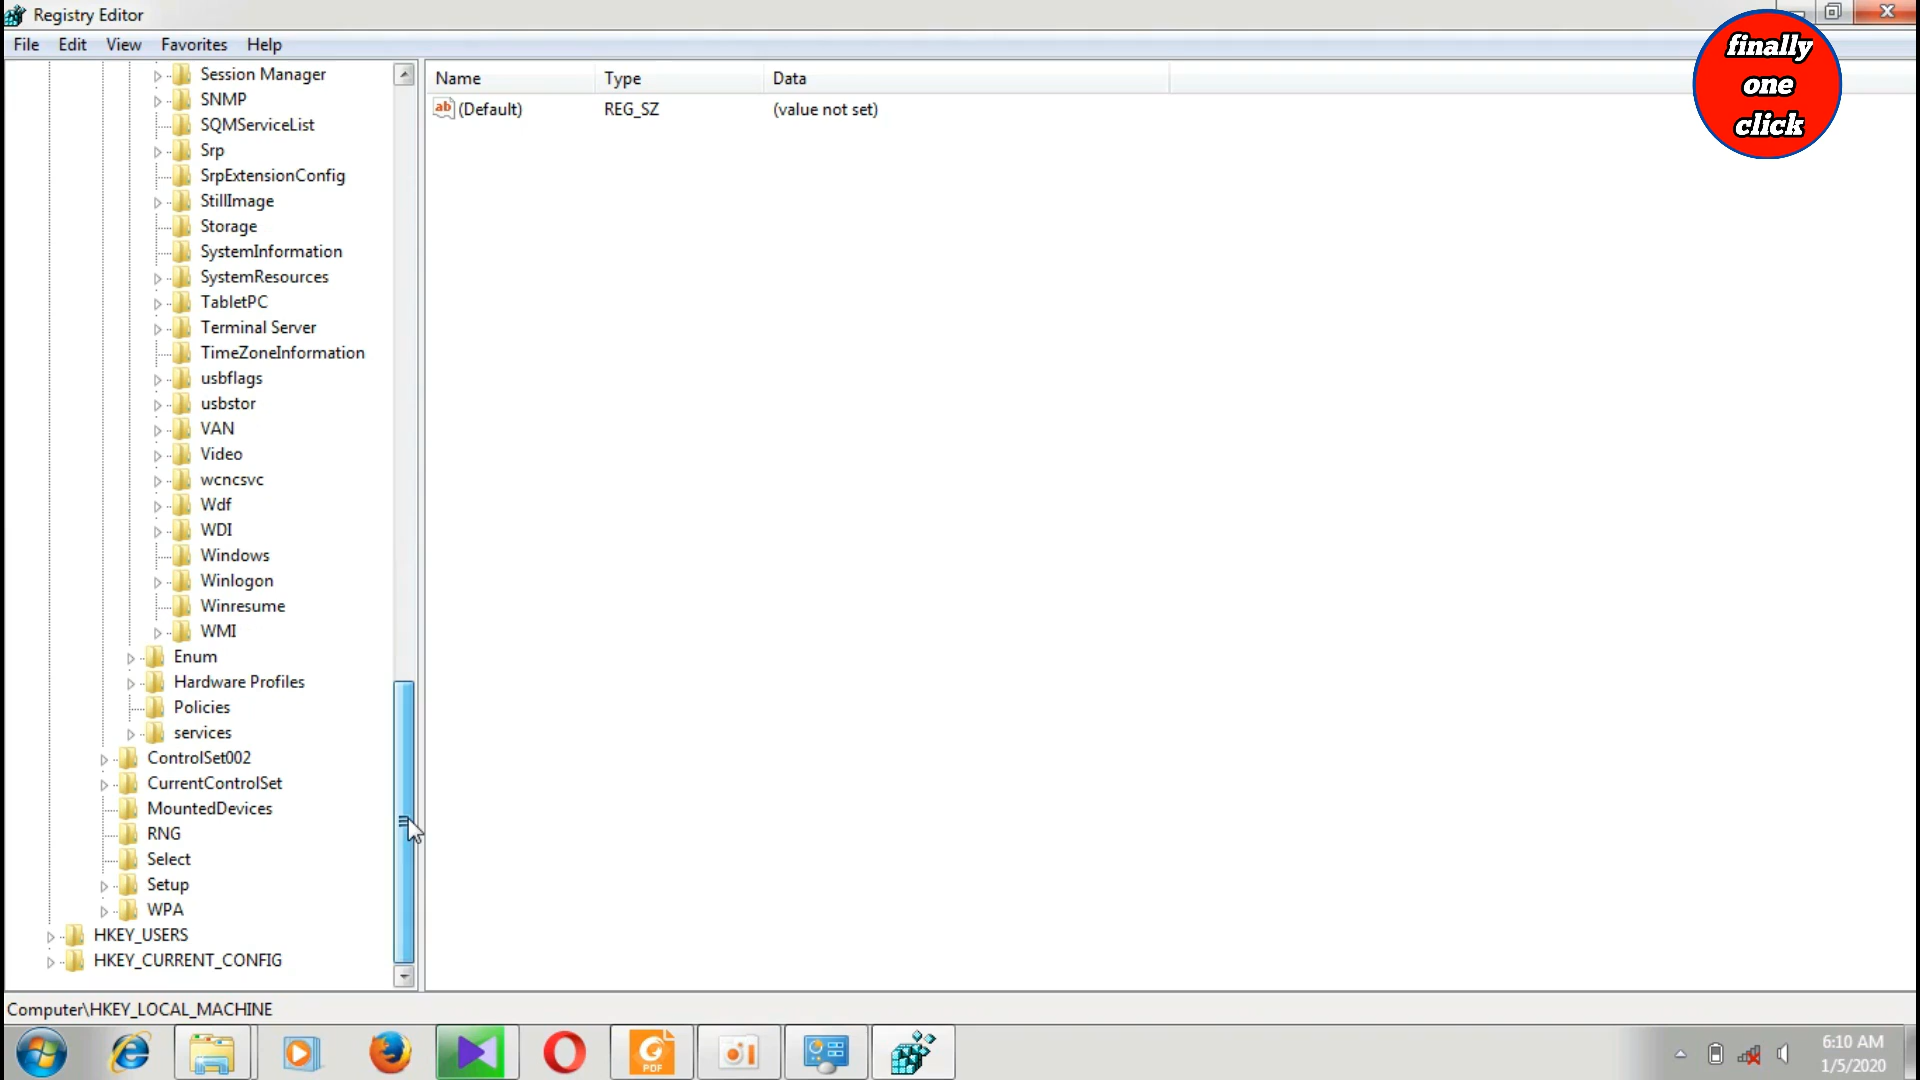 Registry Editor
File Edit View Favorites Help
Name Type Data
(Default) REG_SZ (value not set)
Session Manager
SNMP
SQMServiceList
Srp
SrpExtensionConfig
StillImage
Storage
SystemInformation
SystemResources
TabletPC
Terminal Server
TimeZoneInformation
usbflags
usbstor
VAN
Video
wcncsvc
Wdf
WDI
Windows
Winlogon
Winresume
WMI
Enum
Hardware Profiles
Policies
services
ControlSet002
CurrentControlSet
MountedDevices
RNG
Select
Setup
WPA
HKEY_USERS
HKEY_CURRENT_CONFIG
Computer\HKEY_LOCAL_MACHINE
finally
one
click
ab
PDF
6:10 AM
1/5/2020